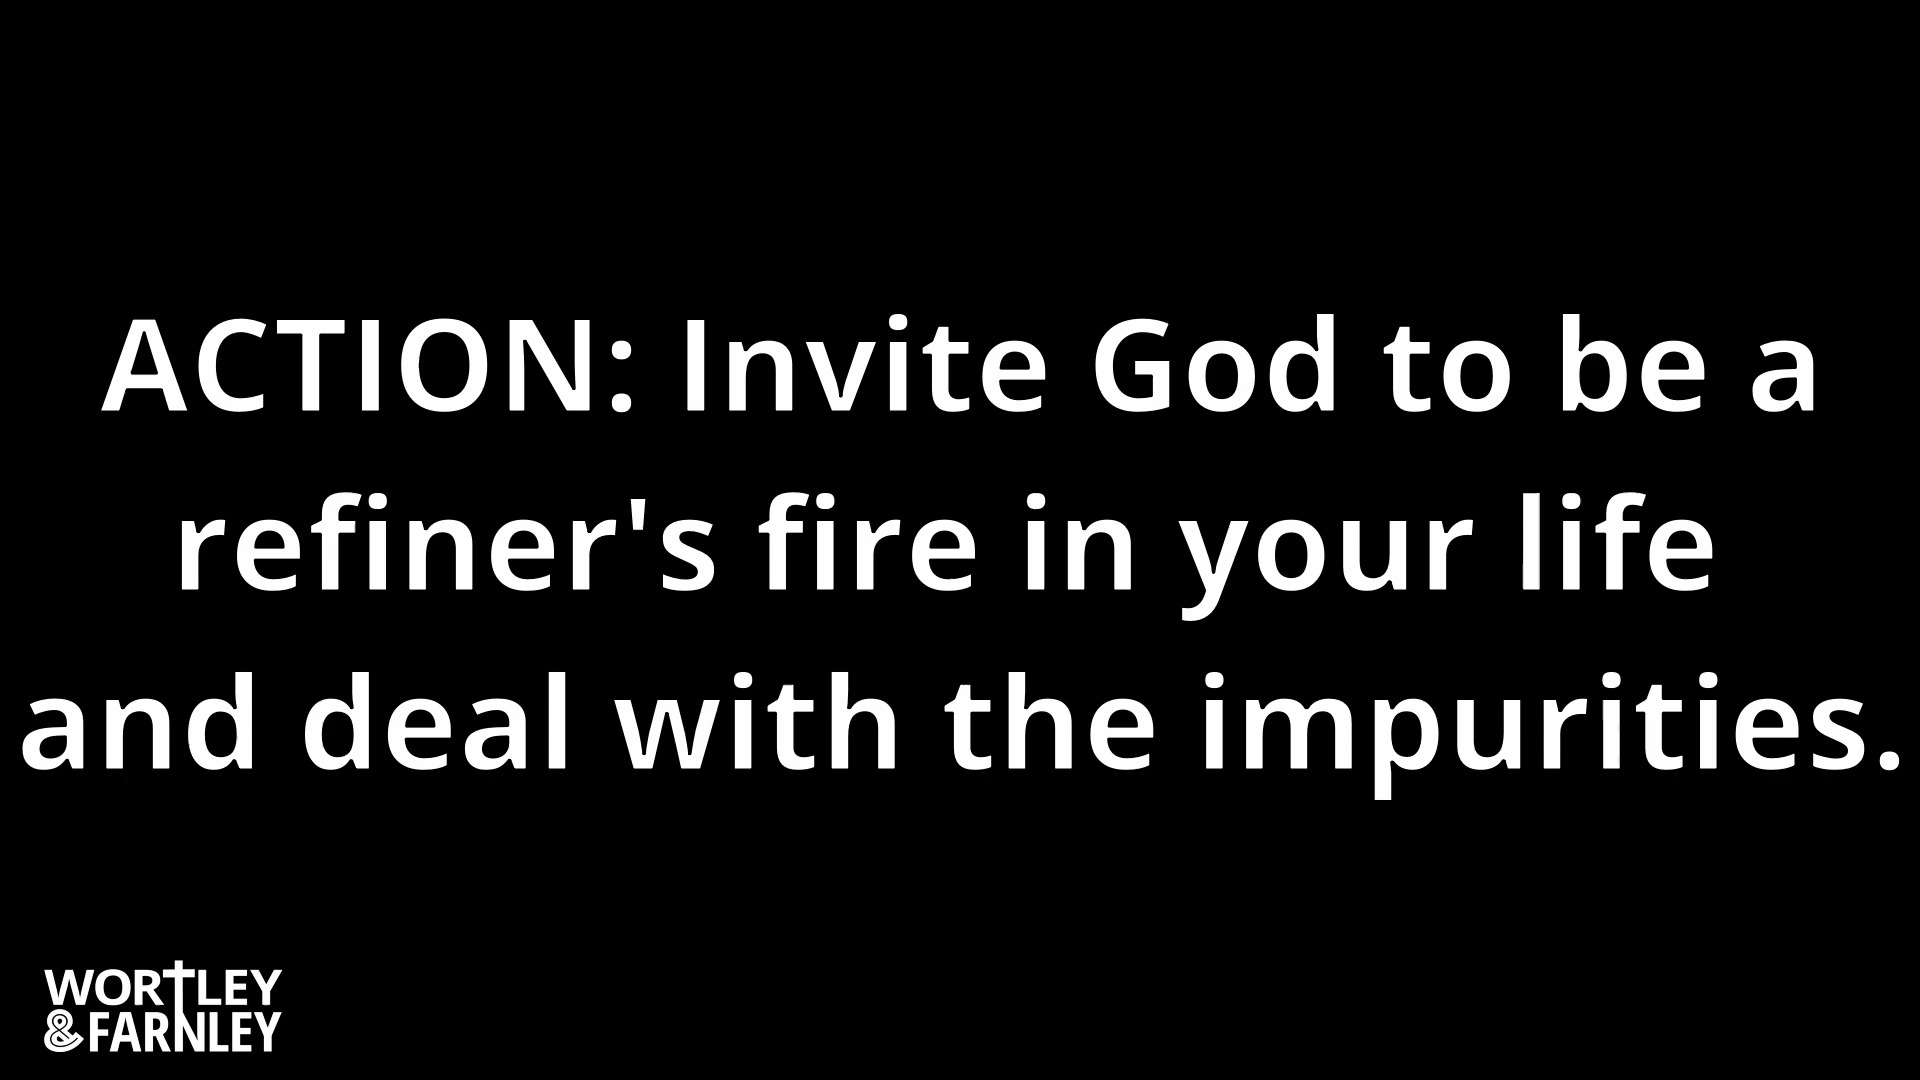 ACTION: Invite God to be a
refiner's fire in your life
and deal with the impurities.
WORTLEY
&FARNLEY